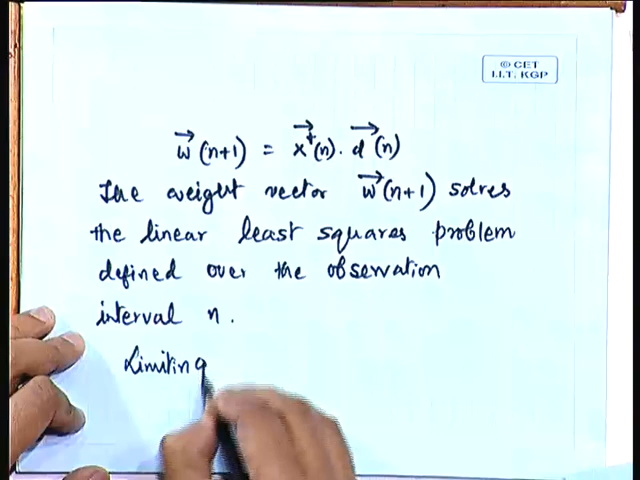 © CET
I.I.T. KGP
w⃗(n+1) = x⃗⁺(n). d⃗(n)
The weight vector w⃗(n+1) solves
the linear least squares problem
defined over the observation
interval n.
Limiting